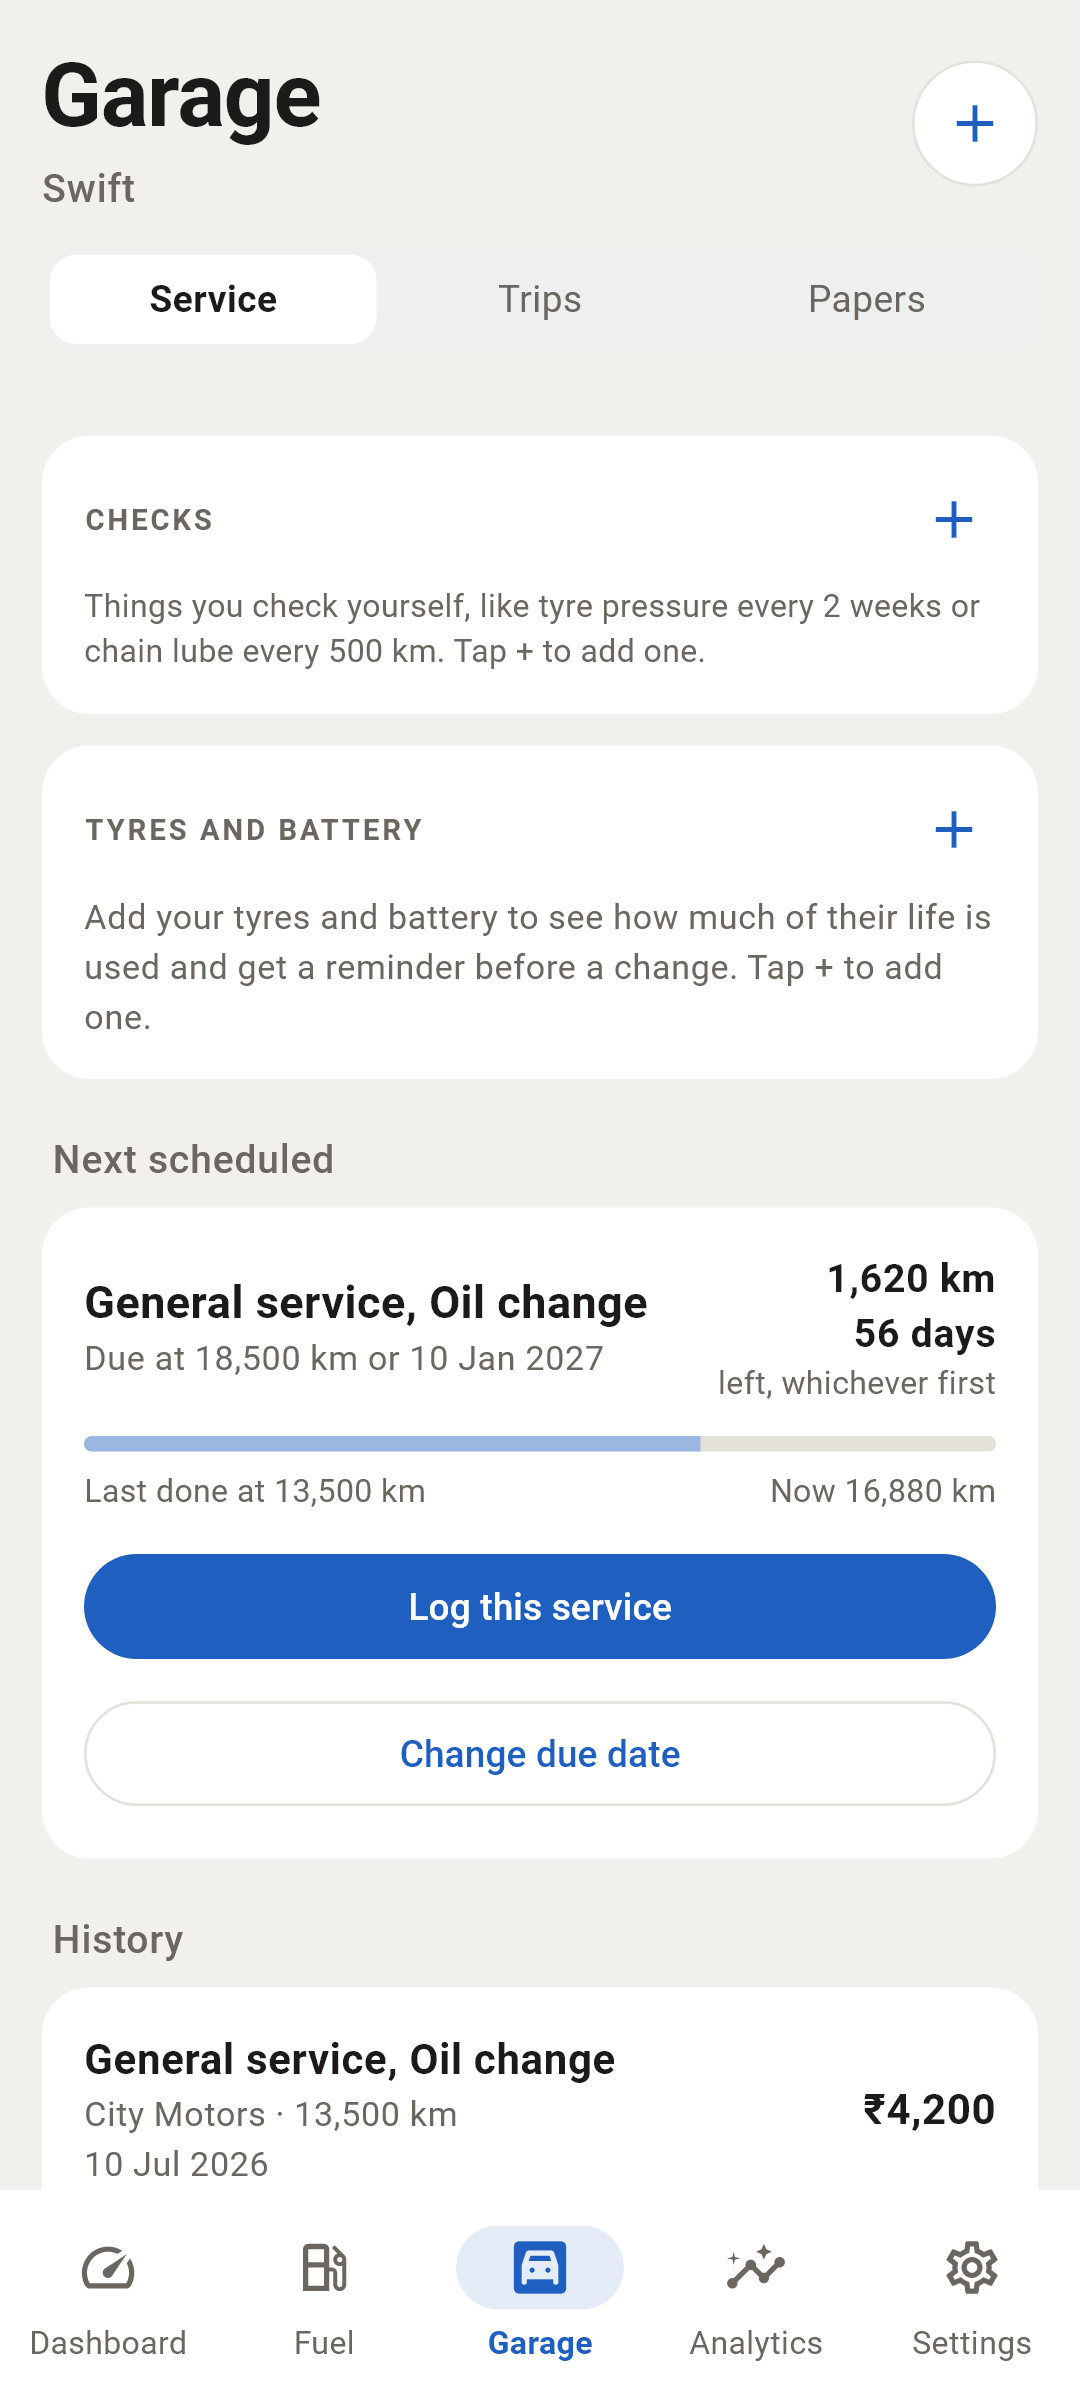 Garage
Swift
Service
Trips
Papers
CHECKS
Things you check yourself, like tyre pressure every 2 weeks or
chain lube every 500 km. Tap + to add one.
TYRES AND BATTERY
Add your tyres and battery to see how much of their life is
used and get a reminder before a change. Tap + to add
one.
Next scheduled
General service, Oil change
Due at 18,500 km or 10 Jan 2027
1,620 km
56 days
left, whichever first
Last done at 13,500 km
Now 16,880 km
Log this service
Change due date
History
General service, Oil change
City Motors · 13,500 km
10 Jul 2026
₹4,200
Dashboard
Fuel
Garage
Analytics
Settings